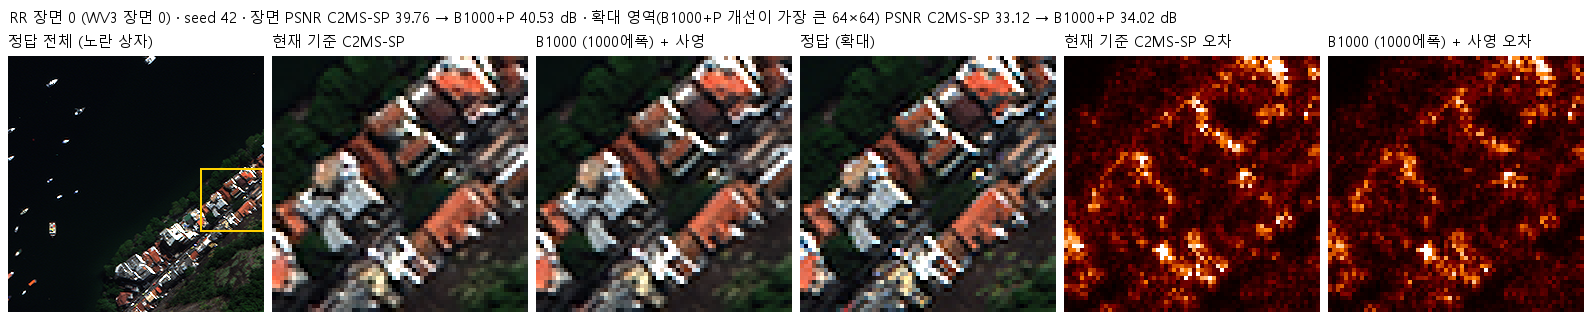 RR 장면 0 (WV3 장면 0) · seed 42 · 장면 PSNR C2MS-SP 39.76 → B1000+P 40.53 dB · 확대 영역(B1000+P 개선이 가장 큰 64×64) PSNR C2MS-SP 33.12 → B1000+P 34.02 dB
정답 전체 (노란 상자)
현재 기준 C2MS-SP
B1000 (1000에폭) + 사영
정답 (확대)
현재 기준 C2MS-SP 오차
B1000 (1000에폭) + 사영 오차